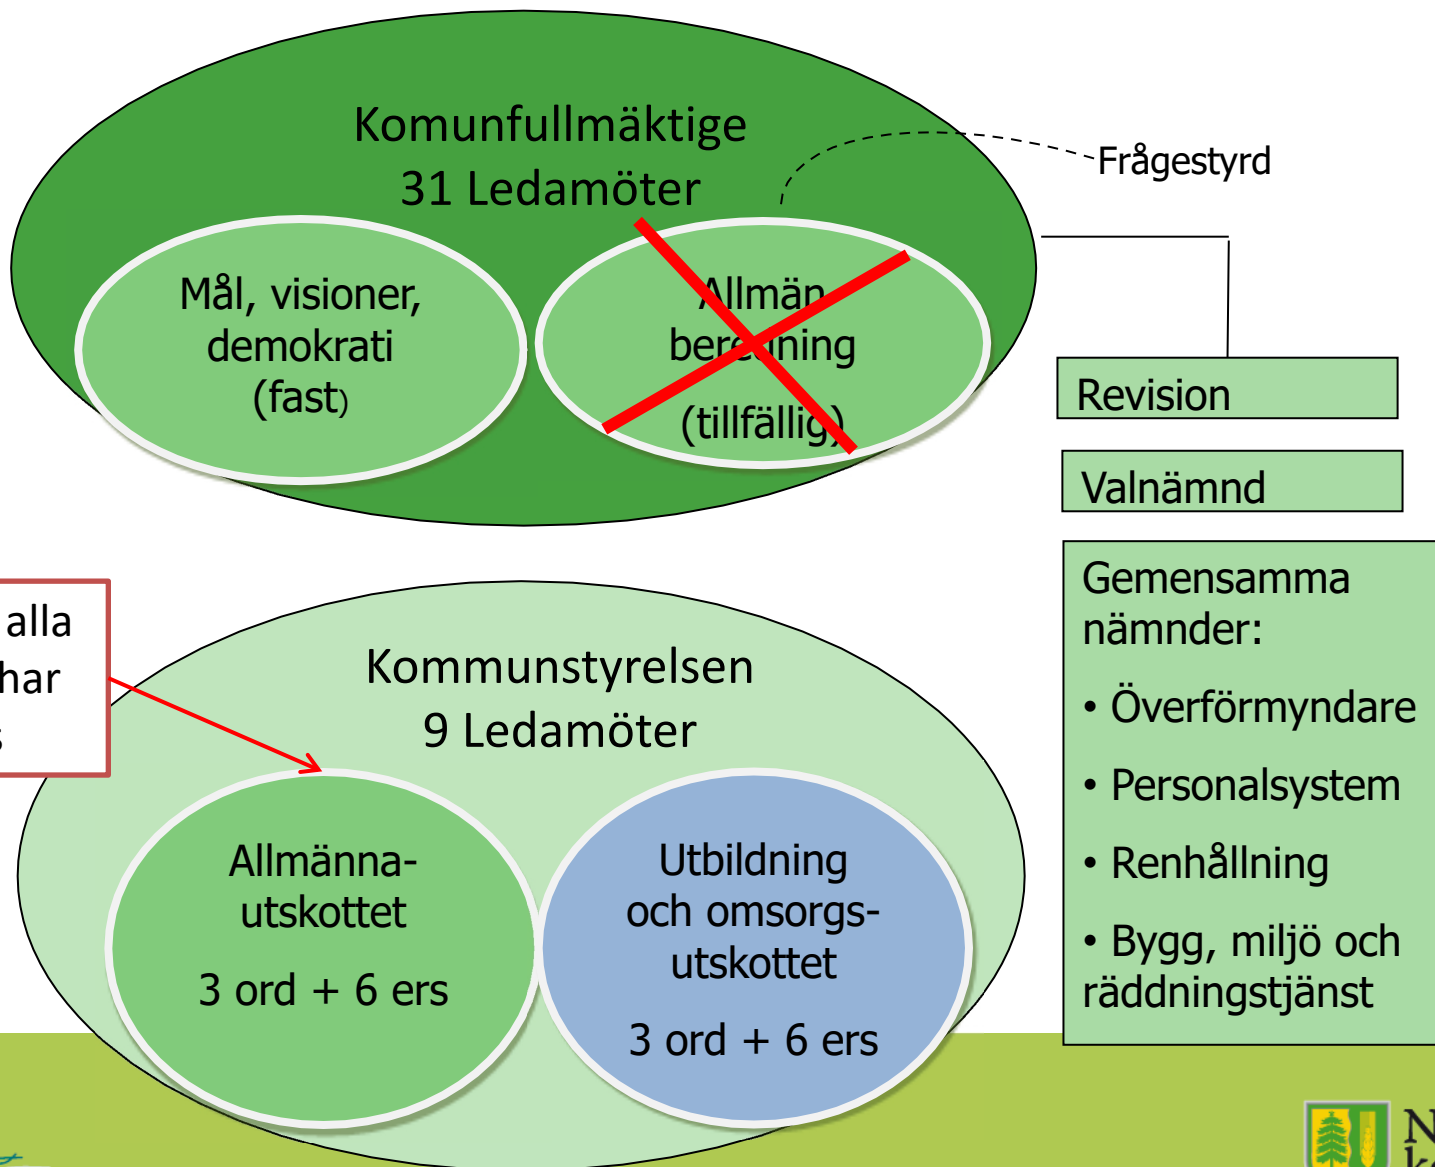 Komunfullmäktige
31 Ledamöter
Frågestyrd
Mål, visioner,
demokrati
(fast)
Allmän
beredning
(tillfällig)
Revision
Valnämnd
Gemensamma
nämnder:
• Överförmyndare
• Personalsystem
• Renhållning
• Bygg, miljö och
räddningstjänst
alla
har
Kommunstyrelsen
9 Ledamöter
Allmänna-
utskottet
3 ord + 6 ers
Utbildning
och omsorgs-
utskottet
3 ord + 6 ers